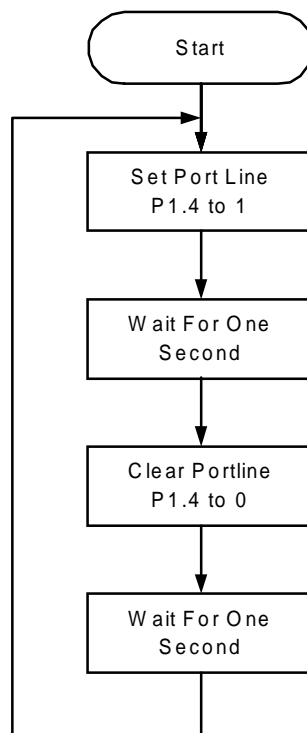 Start
Set Port Line
P1.4 to 1
Wait For One
Second
Clear Portline
P1.4 to 0
Wait For One
Second